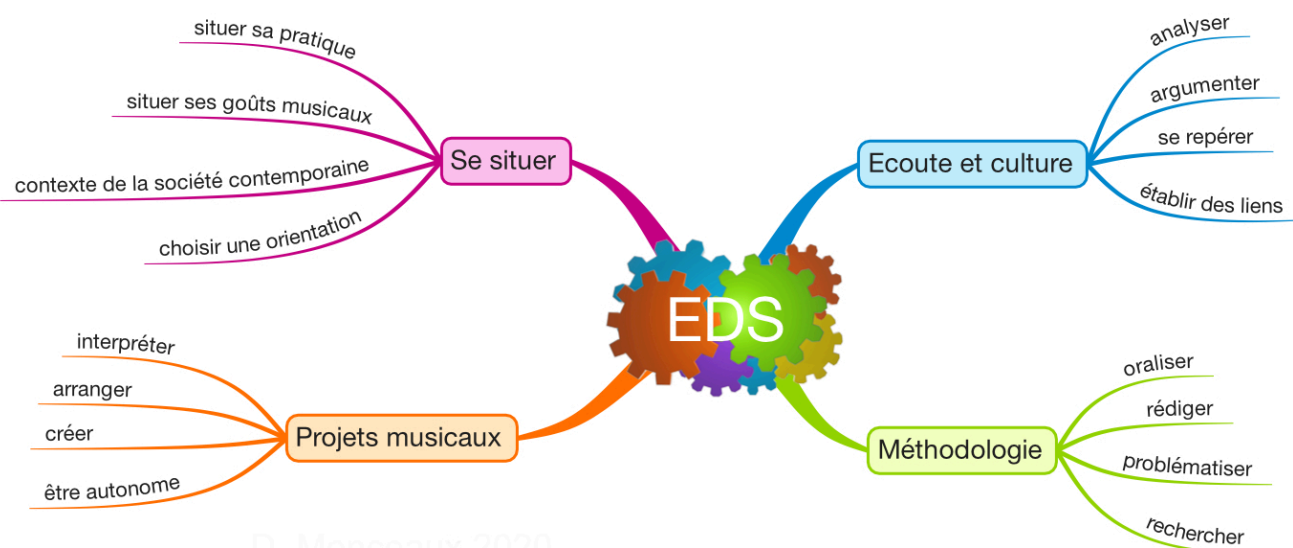 EDS
Se situer
situer sa pratique
situer ses goûts musicaux
contexte de la société contemporaine
choisir une orientation
Ecoute et culture
analyser
argumenter
se repérer
établir des liens
Projets musicaux
interpréter
arranger
créer
être autonome
Méthodologie
oraliser
rédiger
problématiser
rechercher